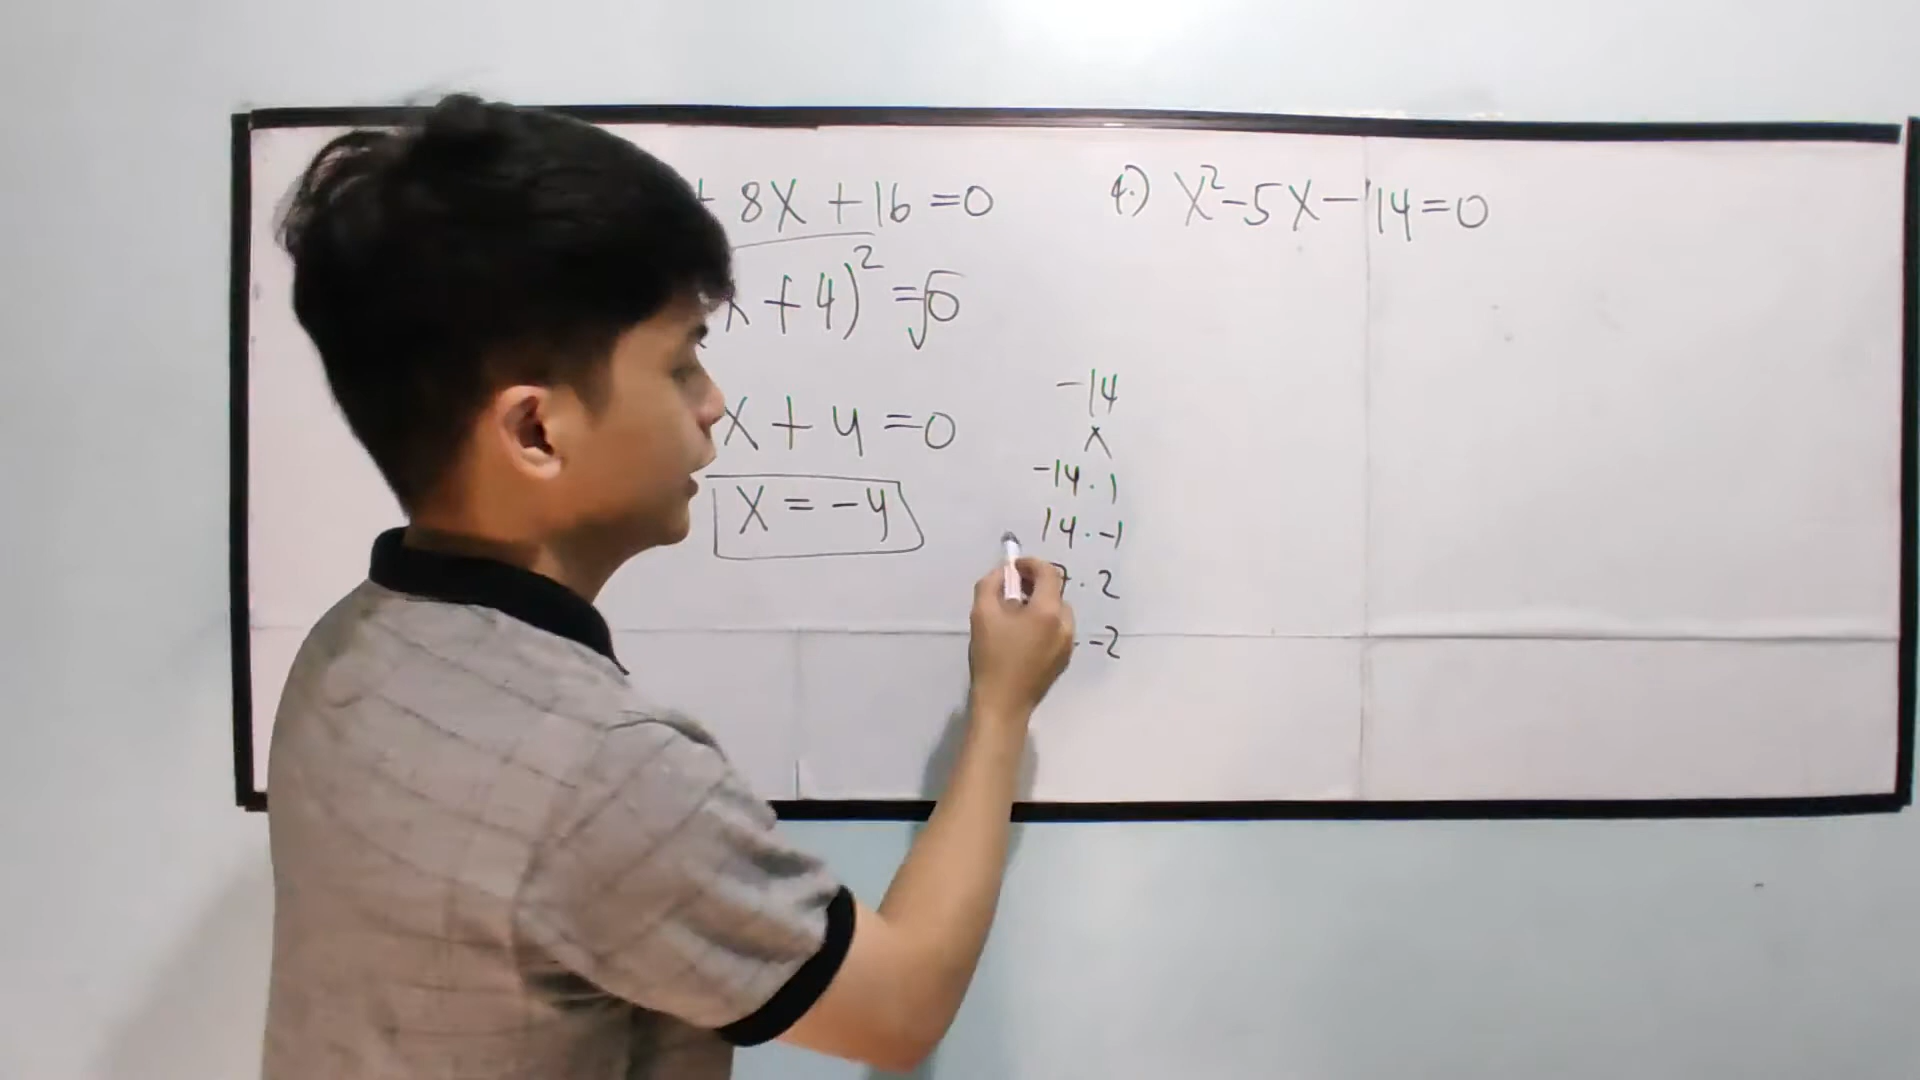 + 8x + 16 = 0
x + 4)² = √0
x + 4 = 0
x = -4
4.) x² - 5x - 14 = 0
-14
-14 · 1
14 · -1
7 · 2
· -2